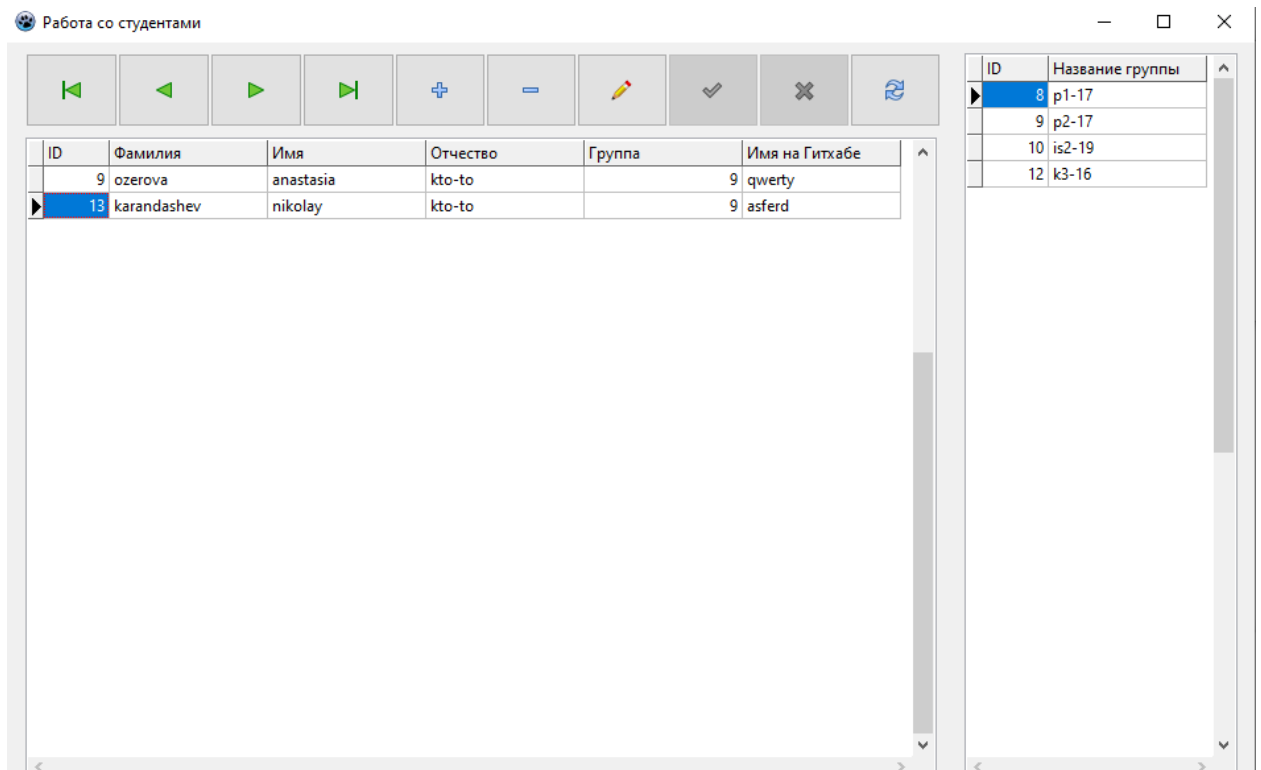 Работа со студентами
ID Фамилия Имя Отчество Группа Имя на Гитхабе
9 ozerova anastasia kto-to 9 qwerty
13 karandashev nikolay kto-to 9 asferd
ID Название группы
8 p1-17
9 p2-17
10 is2-19
12 k3-16